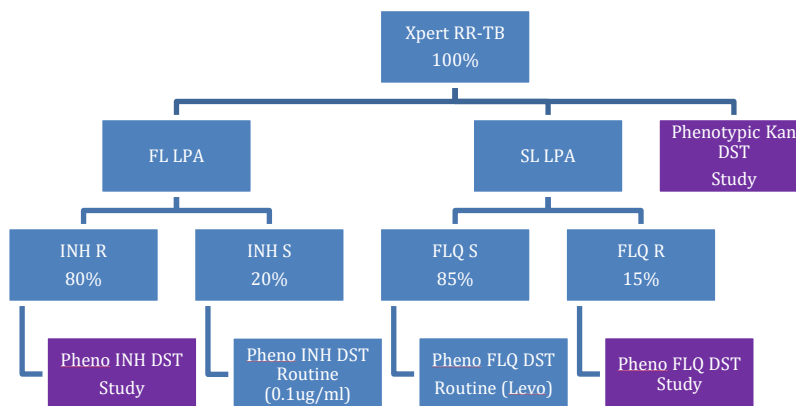 Xpert RR-TB
100%
FL LPA
SL LPA
Phenotypic Kan
DST
Study
INH R
80%
INH S
20%
FLQ S
85%
FLQ R
15%
Pheno INH DST
Study
Pheno INH DST
Routine
(0.1ug/ml)
Pheno FLQ DST
Routine (Levo)
Pheno FLQ DST
Study